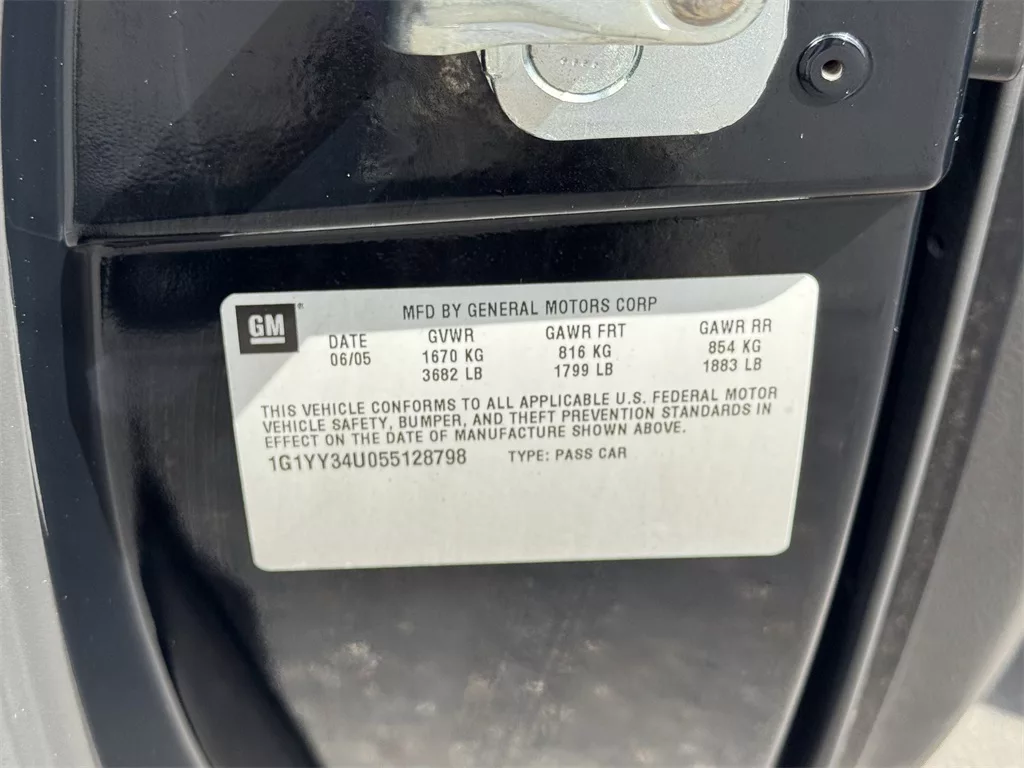 GM
MFD BY GENERAL MOTORS CORP
DATE GVWR GAWR FRT GAWR RR
06/05 1670 KG 816 KG 854 KG
3682 LB 1799 LB 1883 LB
THIS VEHICLE CONFORMS TO ALL APPLICABLE U.S. FEDERAL MOTOR
VEHICLE SAFETY, BUMPER, AND THEFT PREVENTION STANDARDS IN
EFFECT ON THE DATE OF MANUFACTURE SHOWN ABOVE.
1G1YY34U055128798 TYPE: PASS CAR